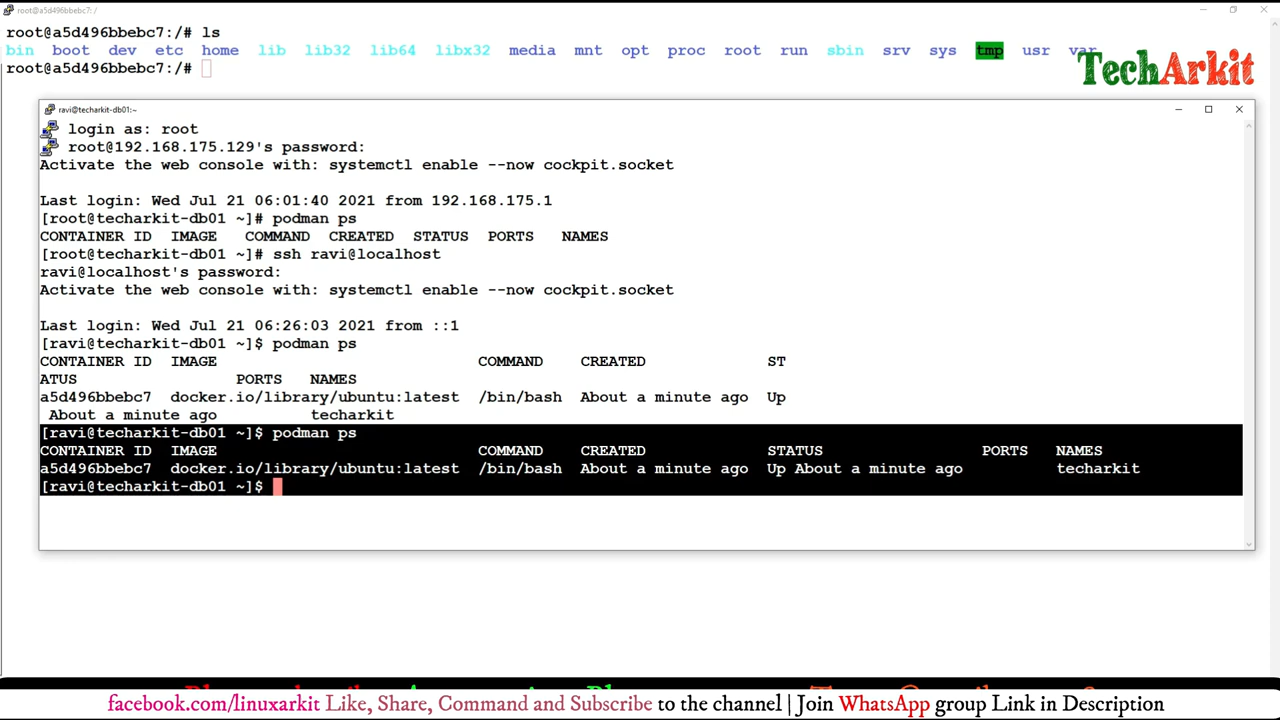 root@a5d496bbebc7: /
root@a5d496bbebc7:/# ls
bin boot dev etc home lib lib32 lib64 libx32 media mnt opt proc root run sbin srv sys tmp usr var
root@a5d496bbebc7:/#
TechArkit
ravi@techarkit-db01:~
login as: root
root@192.168.175.129's password:
Activate the web console with: systemctl enable --now cockpit.socket
Last login: Wed Jul 21 06:01:40 2021 from 192.168.175.1
[root@techarkit-db01 ~]# podman ps
CONTAINER ID IMAGE COMMAND CREATED STATUS PORTS NAMES
[root@techarkit-db01 ~]# ssh ravi@localhost
ravi@localhost's password:
Activate the web console with: systemctl enable --now cockpit.socket
Last login: Wed Jul 21 06:26:03 2021 from ::1
[ravi@techarkit-db01 ~]$ podman ps
CONTAINER ID IMAGE COMMAND CREATED ST
ATUS PORTS NAMES
a5d496bbebc7 docker.io/library/ubuntu:latest /bin/bash About a minute ago Up
About a minute ago techarkit
[ravi@techarkit-db01 ~]$ podman ps
CONTAINER ID IMAGE COMMAND CREATED STATUS PORTS NAMES
a5d496bbebc7 docker.io/library/ubuntu:latest /bin/bash About a minute ago Up About a minute ago techarkit
[ravi@techarkit-db01 ~]$
facebook.com/linuxarkit Like, Share, Command and Subscribe to the channel | Join WhatsApp group Link in Description